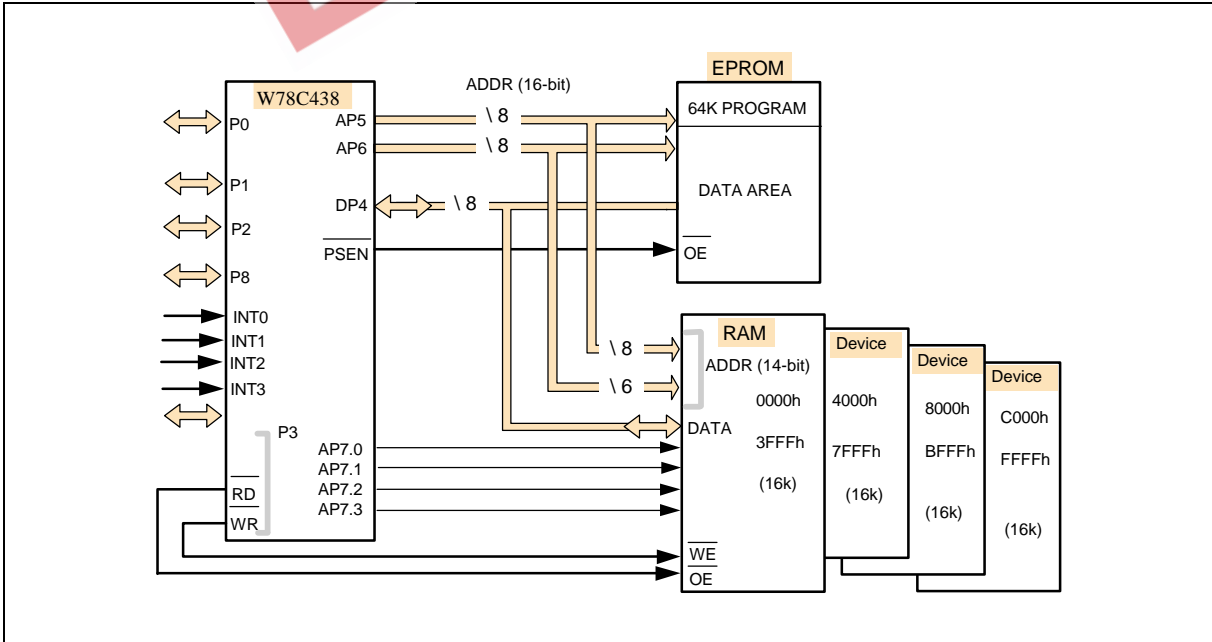 EPROM
ADDR (16-bit)
W78C438
P0
AP5
\ 8
64K PROGRAM
AP6
\ 8
P1
DATA AREA
DP4
\ 8
P2
PSEN
OE
P8
INT0
RAM
INT1
\ 8
Device
INT2
ADDR (14-bit)
Device
INT3
\ 6
Device
0000h
4000h
8000h
C000h
P3
DATA
3FFFh
7FFFh
BFFFh
FFFFh
AP7.0
AP7.1
RD
AP7.2
(16k)
(16k)
AP7.3
WR
(16k)
(16k)
WE
OE